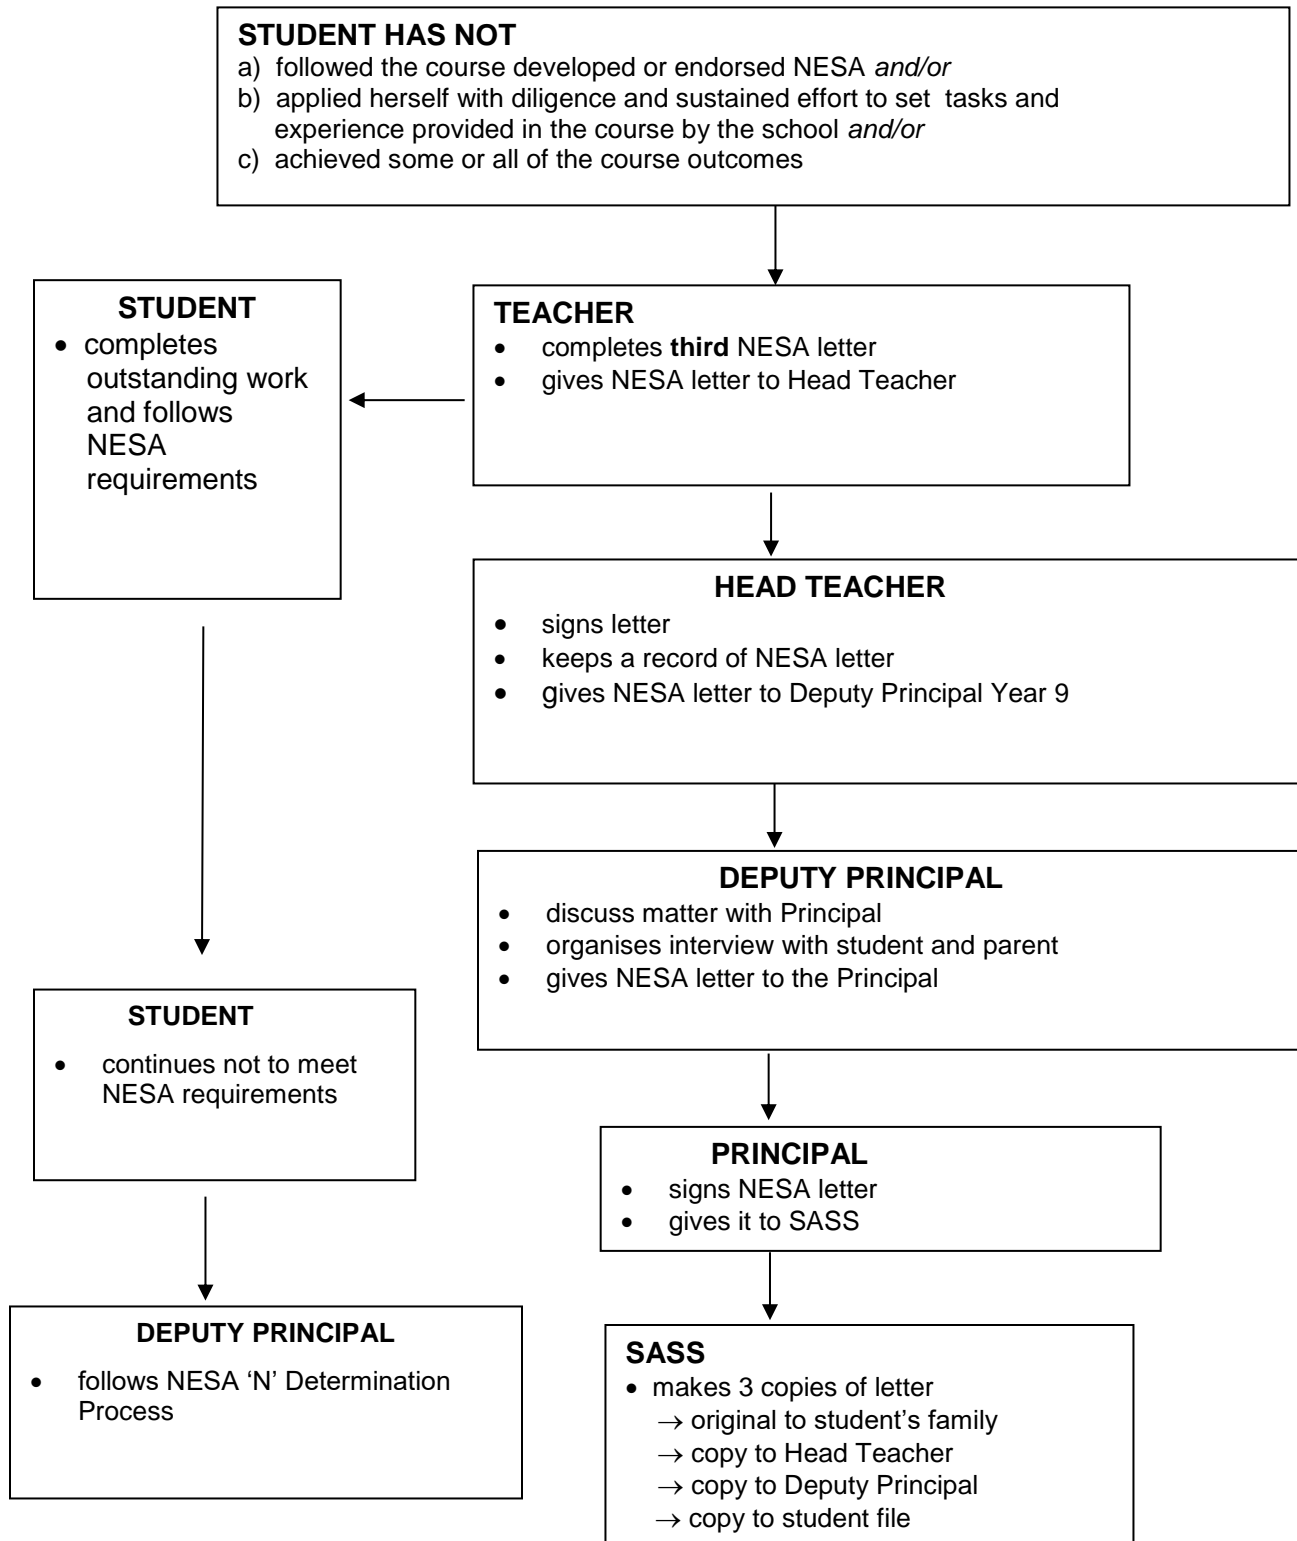 STUDENT HAS NOT
a) followed the course developed or endorsed NESA and/or
b) applied herself with diligence and sustained effort to set tasks and
experience provided in the course by the school and/or
c) achieved some or all of the course outcomes
TEACHER
• completes third NESA letter
• gives NESA letter to Head Teacher
STUDENT
• completes
outstanding work
and follows
NESA
requirements
HEAD TEACHER
• signs letter
• keeps a record of NESA letter
• gives NESA letter to Deputy Principal Year 9
DEPUTY PRINCIPAL
• discuss matter with Principal
• organises interview with student and parent
• gives NESA letter to the Principal
STUDENT
• continues not to meet
NESA requirements
PRINCIPAL
• signs NESA letter
• gives it to SASS
DEPUTY PRINCIPAL
• follows NESA ‘N’ Determination
Process
SASS
• makes 3 copies of letter
→ original to student’s family
→ copy to Head Teacher
→ copy to Deputy Principal
→ copy to student file